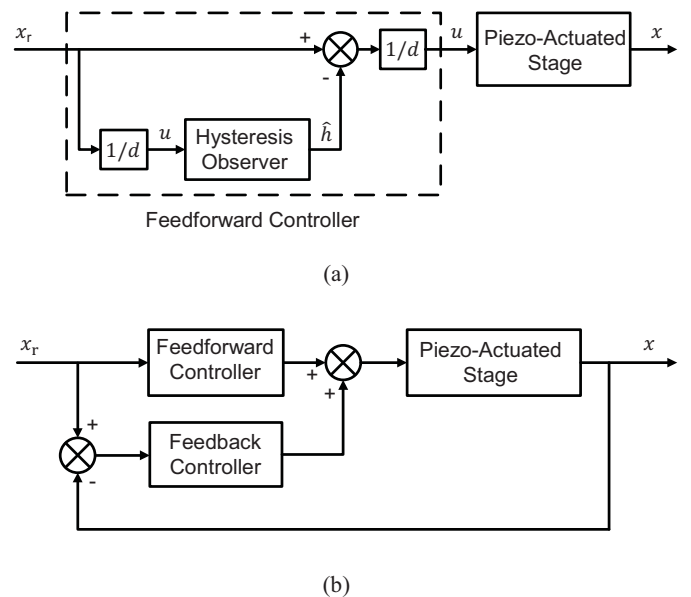 x_r
+
-
1/d
u
Piezo-Actuated
Stage
x
1/d
u
Hysteresis
Observer
ĥ
Feedforward Controller
(a)
x_r
Feedforward
Controller
+
+
Piezo-Actuated
Stage
x
+
-
Feedback
Controller
(b)